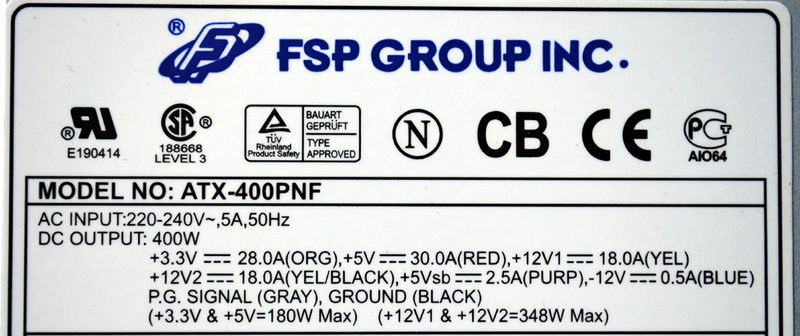 ® FSP GROUP INC.
® RU SA ® BAUART GEPRÜFT N CB CE PC
E190414 188668 LEVEL 3 TÜV Rheinland Product Safety TYPE APPROVED AIO64
MODEL NO: ATX-400PNF
AC INPUT:220-240V~,5A,50Hz
DC OUTPUT: 400W
+3.3V ⎓ 28.0A(ORG),+5V ⎓ 30.0A(RED),+12V1 ⎓ 18.0A(YEL)
+12V2 ⎓ 18.0A(YEL/BLACK),+5Vsb ⎓ 2.5A(PURP),-12V ⎓ 0.5A(BLUE)
P.G. SIGNAL (GRAY), GROUND (BLACK)
(+3.3V & +5V=180W Max) (+12V1 & +12V2=348W Max)